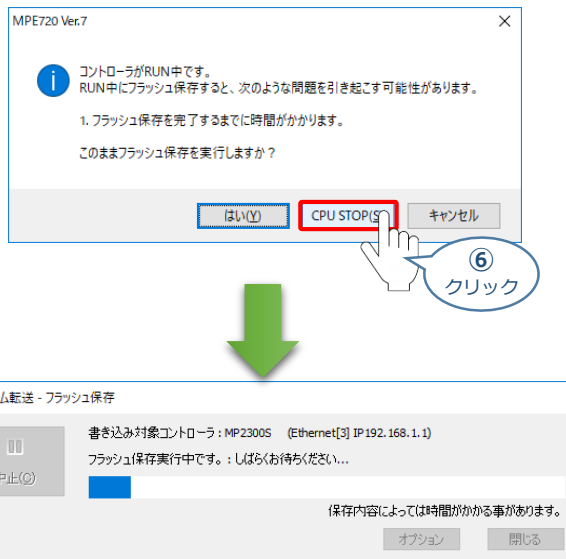 MPE720 Ver.7
コントローラがRUN中です。
RUN中にフラッシュ保存すると、次のような問題を引き起こす可能性があります。
1. フラッシュ保存を完了するまでに時間がかかります。
このままフラッシュ保存を実行しますか？
はい(Y) CPU STOP(S キャンセル
⑥
クリック
ム転送 - フラッシュ保存
書き込み対象コントローラ : MP2300S (Ethernet[3] IP192.168.1.1)
フラッシュ保存実行中です。 : しばらくお待ちください...
中止(C)
保存内容によっては時間がかかる事があります。
オプション 閉じる